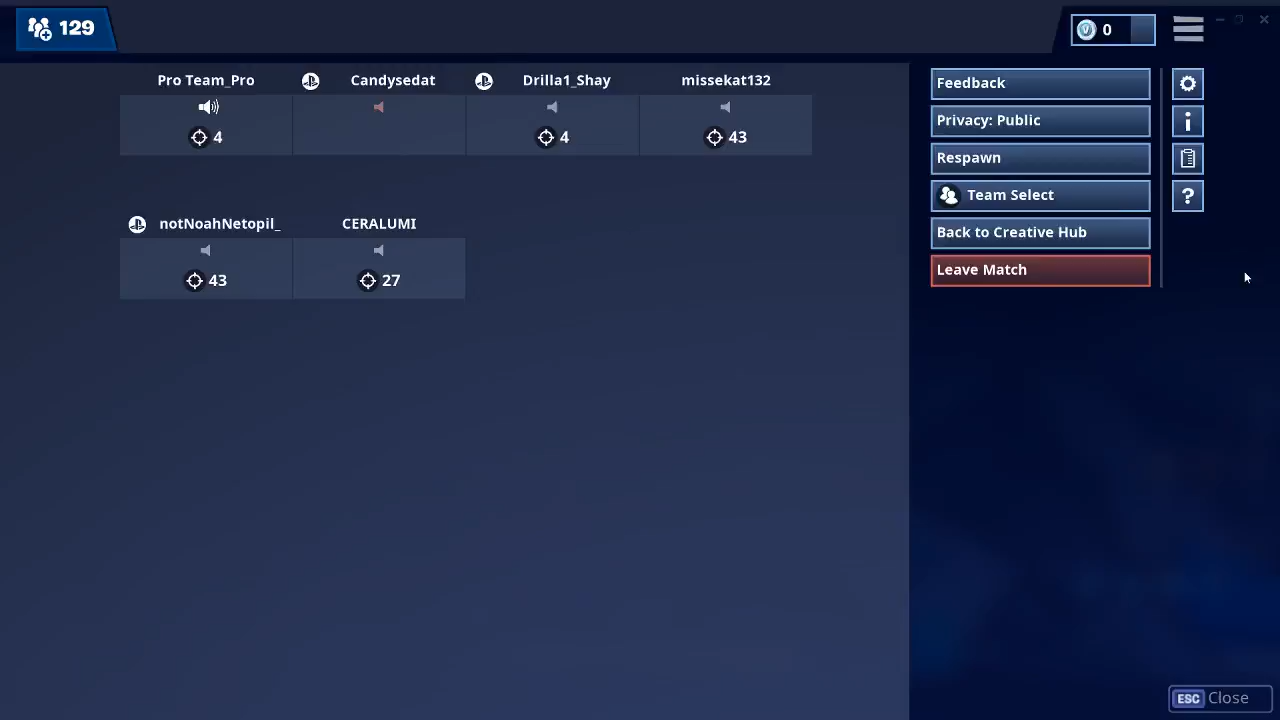 129
0
Pro Team_Pro
Candysedat
Drilla1_Shay
missekat132
4
4
43
notNoahNetopil_
CERALUMI
43
27
Feedback
Privacy: Public
Respawn
Team Select
Back to Creative Hub
Leave Match
i
?
ESC Close